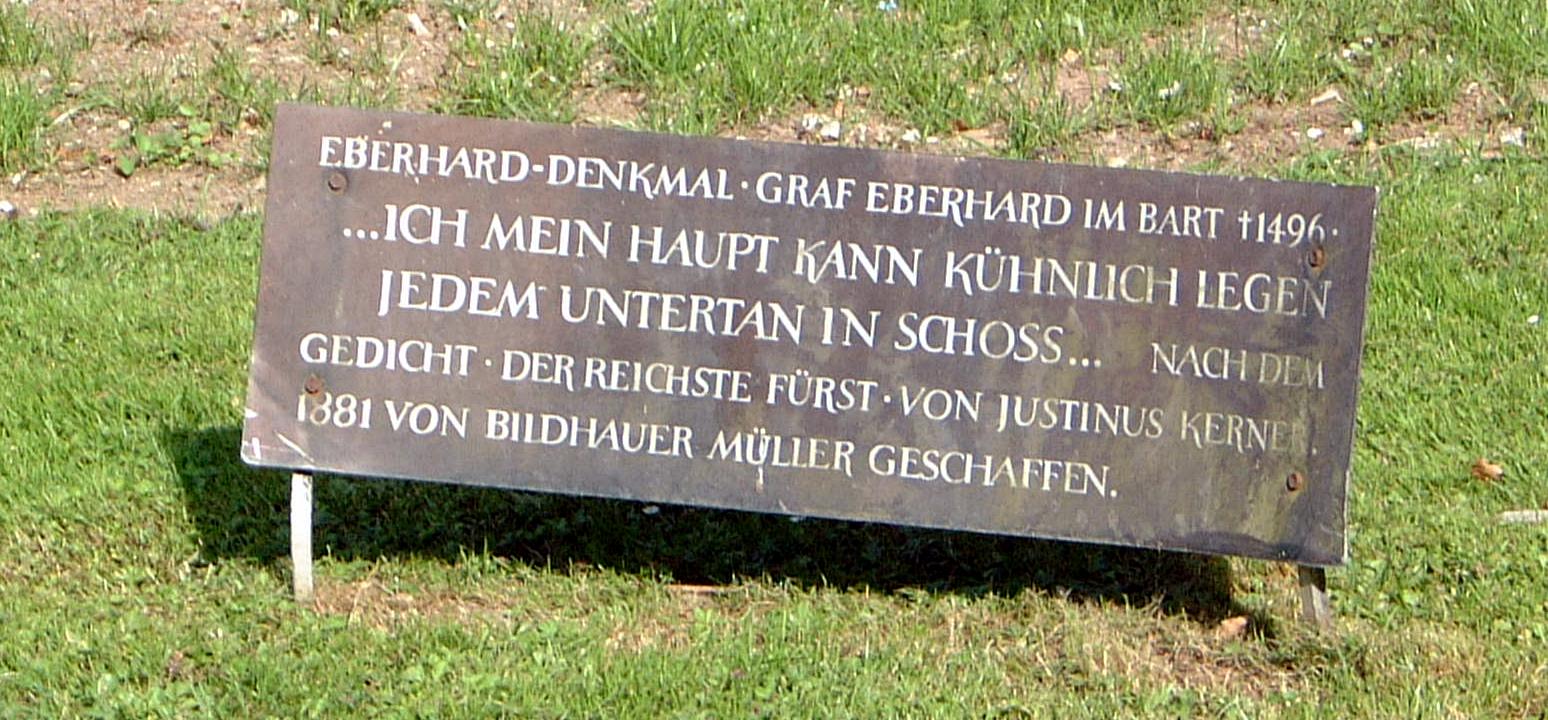 EBERHARD-DENKMAL · GRAF EBERHARD IM BART †1496 ·
...ICH MEIN HAUPT KANN KÜHNLICH LEGEN
JEDEM UNTERTAN IN SCHOSS... NACH DEM
GEDICHT · DER REICHSTE FÜRST · VON JUSTINUS KERNER.
1881 VON BILDHAUER MÜLLER GESCHAFFEN.